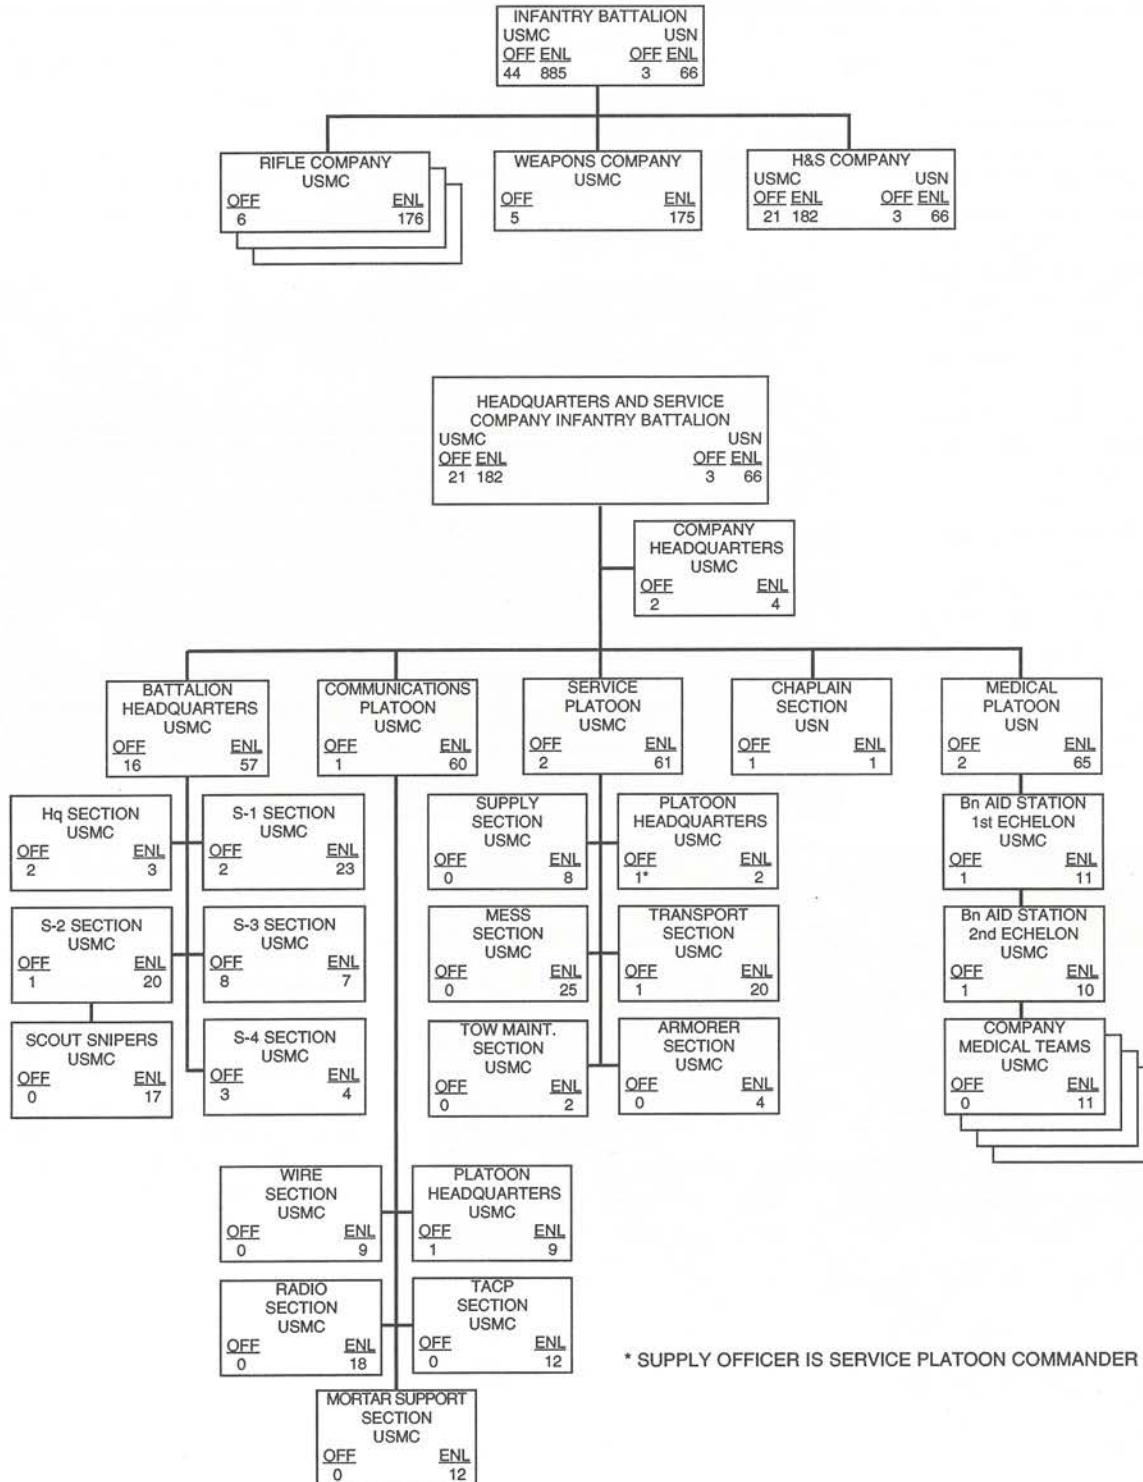 INFANTRY BATTALION
USMC USN
OFF ENL OFF ENL
44 885 3 66
RIFLE COMPANY
USMC
OFF ENL
6 176
WEAPONS COMPANY
USMC
OFF ENL
5 175
H&S COMPANY
USMC USN
OFF ENL OFF ENL
21 182 3 66
HEADQUARTERS AND SERVICE
COMPANY INFANTRY BATTALION
USMC USN
OFF ENL OFF ENL
21 182 3 66
COMPANY
HEADQUARTERS
USMC
OFF ENL
2 4
BATTALION
HEADQUARTERS
USMC
OFF ENL
16 57
COMMUNICATIONS
PLATOON
USMC
OFF ENL
1 60
SERVICE
PLATOON
USMC
OFF ENL
2 61
CHAPLAIN
SECTION
USN
OFF ENL
1 1
MEDICAL
PLATOON
USN
OFF ENL
2 65
Hq SECTION
USMC
OFF ENL
2 3
S-1 SECTION
USMC
OFF ENL
2 23
SUPPLY
SECTION
USMC
OFF ENL
0 8
PLATOON
HEADQUARTERS
USMC
OFF ENL
1* 2
Bn AID STATION
1st ECHELON
USMC
OFF ENL
1 11
S-2 SECTION
USMC
OFF ENL
1 20
S-3 SECTION
USMC
OFF ENL
8 7
MESS
SECTION
USMC
OFF ENL
0 25
TRANSPORT
SECTION
USMC
OFF ENL
1 20
Bn AID STATION
2nd ECHELON
USMC
OFF ENL
1 10
SCOUT SNIPERS
USMC
OFF ENL
0 17
S-4 SECTION
USMC
OFF ENL
3 4
TOW MAINT.
SECTION
USMC
OFF ENL
0 2
ARMORER
SECTION
USMC
OFF ENL
0 4
COMPANY
MEDICAL TEAMS
USMC
OFF ENL
0 11
WIRE
SECTION
USMC
OFF ENL
0 9
PLATOON
HEADQUARTERS
USMC
OFF ENL
1 9
RADIO
SECTION
USMC
OFF ENL
0 18
TACP
SECTION
USMC
OFF ENL
0 12
* SUPPLY OFFICER IS SERVICE PLATOON COMMANDER
MORTAR SUPPORT
SECTION
USMC
OFF ENL
0 12